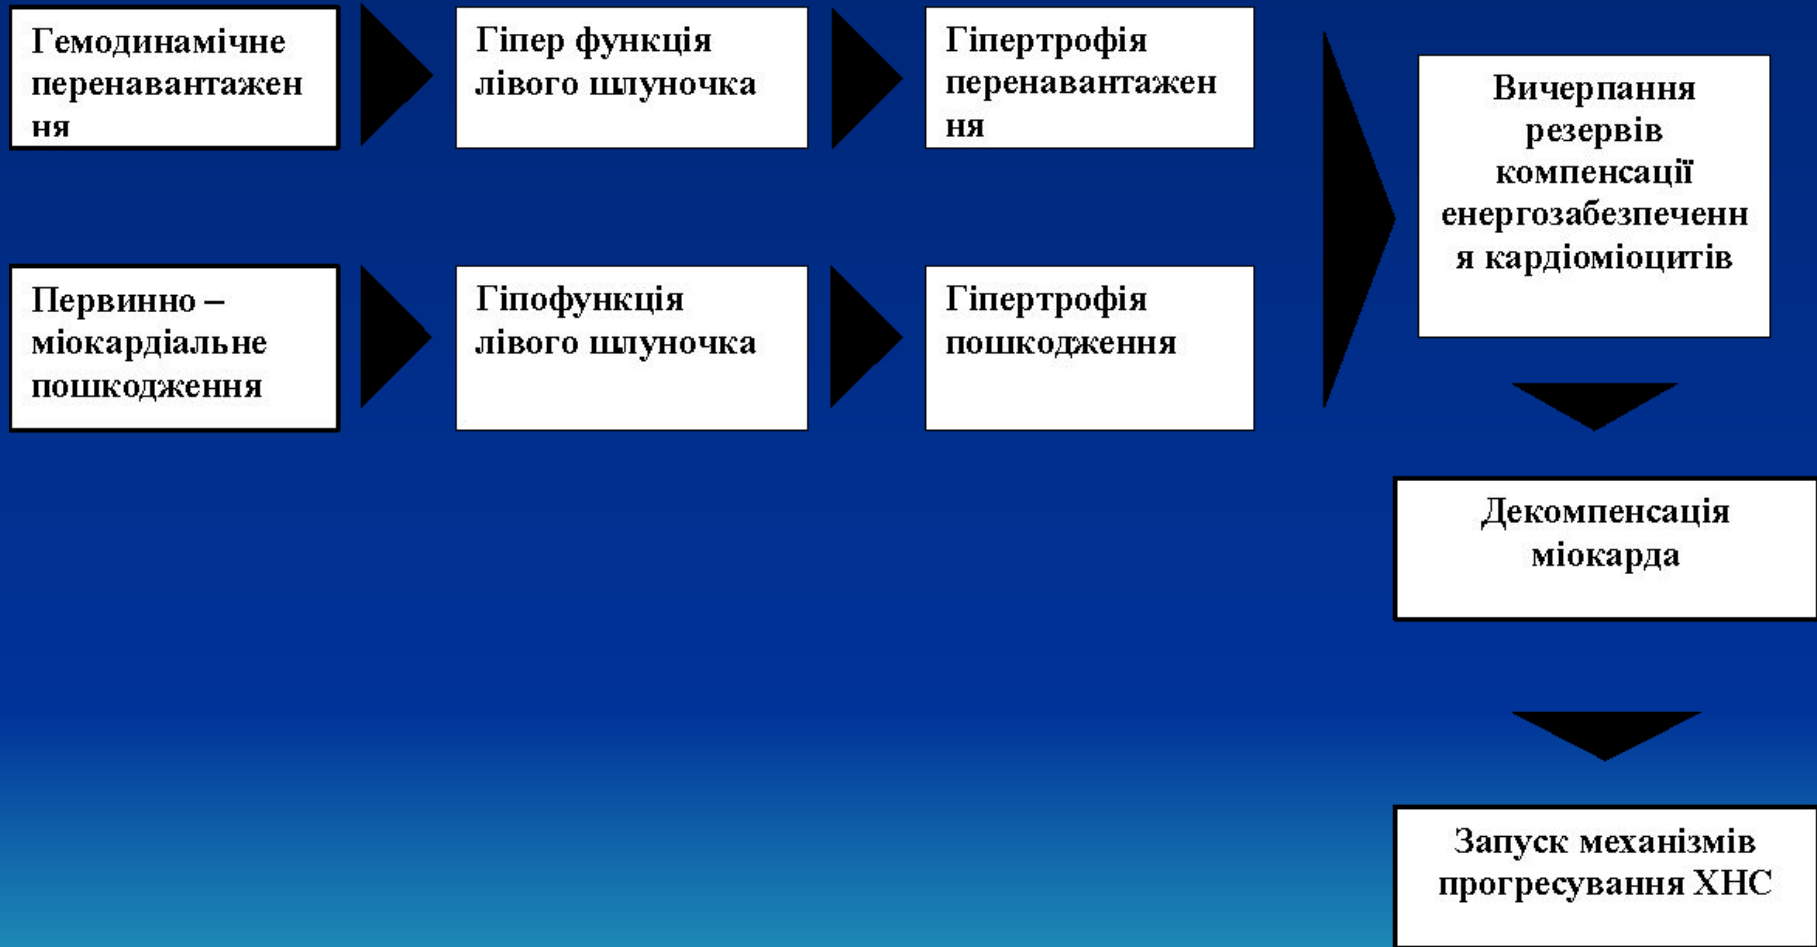 Гемодинамічне
перенавантажен
ня
Гіпер функція
лівого шлуночка
Гіпертрофія
перенавантажен
ня
Вичерпання
резервів
компенсації
енергозабезпеченн
я кардіоміоцитів
Первинно –
міокардіальне
пошкодження
Гіпофункція
лівого шлуночка
Гіпертрофія
пошкодження
Декомпенсація
міокарда
Запуск механізмів
прогресування ХНС